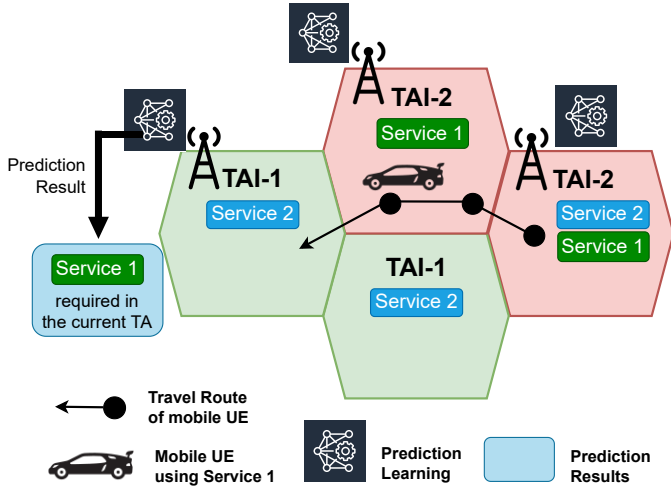 TAI-2
Service 1
Prediction
Result
TAI-1
Service 2
TAI-2
Service 2
Service 1
Service 1
required in
the current TA
TAI-1
Service 2
Travel Route
of mobile UE
Mobile UE
using Service 1
Prediction
Learning
Prediction
Results